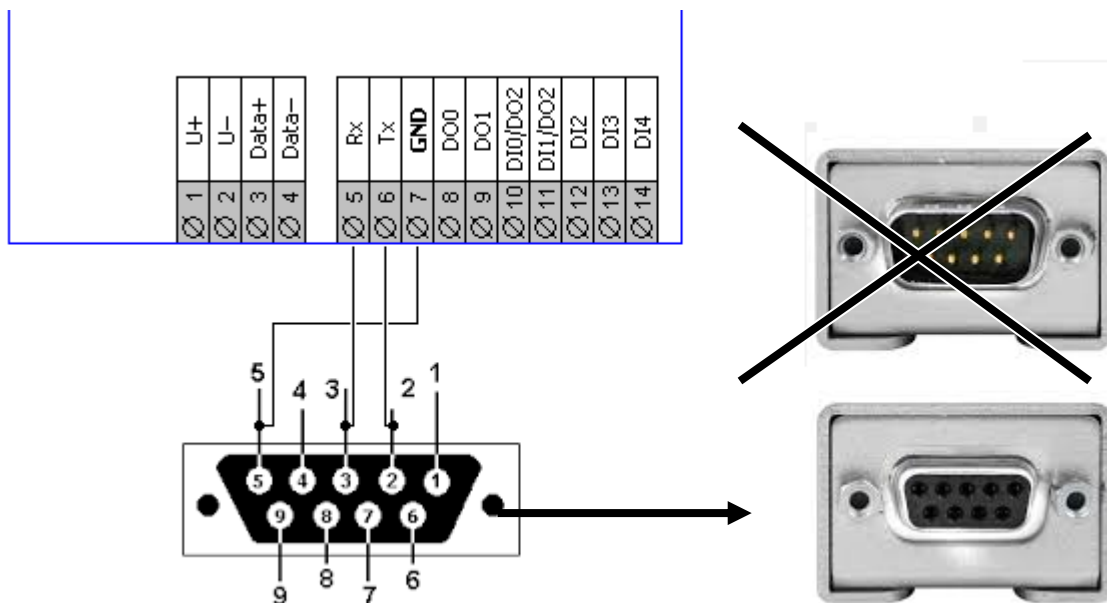 U+
U−
Data+
Data−
Rx
Tx
GND
DO0
DO1
DI0/DO2
DI1/DO2
DI2
DI3
DI4
Ø 1
Ø 2
Ø 3
Ø 4
Ø 5
Ø 6
Ø 7
Ø 8
Ø 9
Ø 10
Ø 11
Ø 12
Ø 13
Ø 14
5 4 3 2 1
5 4 3 2 1
9 8 7 6
9 8 7 6